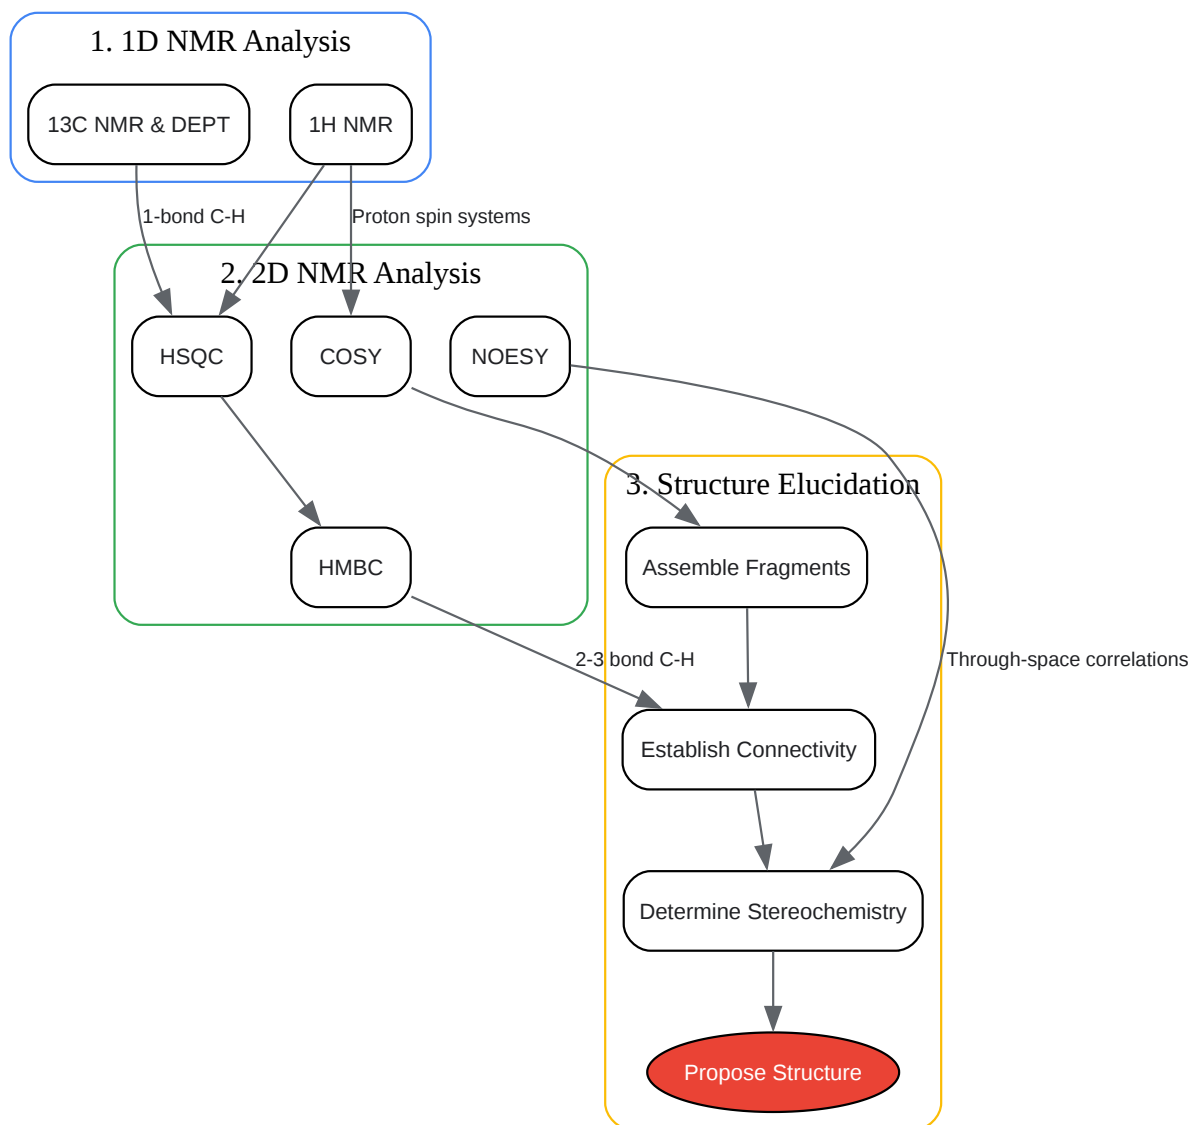 1. 1D NMR Analysis
13C NMR & DEPT
1H NMR
1-bond C-H
Proton spin systems
2. 2D NMR Analysis
HSQC
COSY
NOESY
3. Structure Elucidation
HMBC
Assemble Fragments
2-3 bond C-H
Through-space correlations
Establish Connectivity
Determine Stereochemistry
Propose Structure